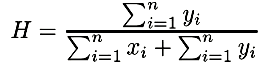 H = \frac{\sum_{i=1}^{n} y_i}{\sum_{i=1}^{n} x_i + \sum_{i=1}^{n} y_i}